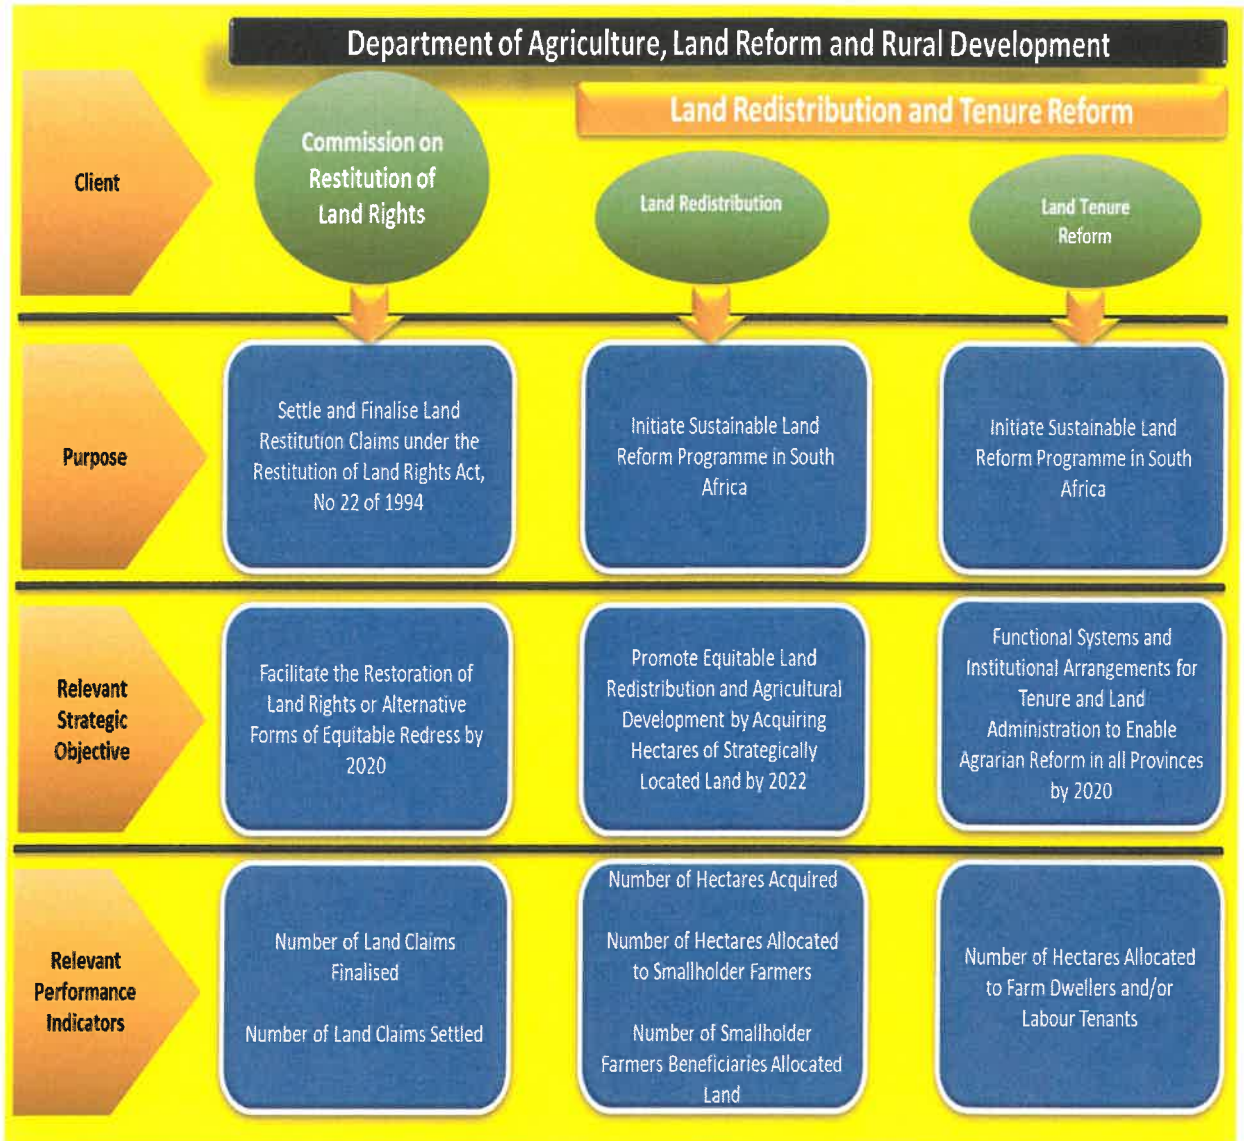 Department of Agriculture, Land Reform and Rural Development
Land Redistribution and Tenure Reform
Client
Commission on
Restitution of
Land Rights
Land Redistribution
Land Tenure
Reform
Purpose
Settle and Finalise Land
Restitution Claims under the
Restitution of Land Rights Act,
No 22 of 1994
Initiate Sustainable Land
Reform Programme in South
Africa
Initiate Sustainable Land
Reform Programme in South
Africa
Relevant
Strategic
Objective
Facilitate the Restoration of
Land Rights or Alternative
Forms of Equitable Redress by
2020
Promote Equitable Land
Redistribution and Agricultural
Development by Acquiring
Hectares of Strategically
Located Land by 2022
Functional Systems and
Institutional Arrangements for
Tenure and Land
Administration to Enable
Agrarian Reform in all Provinces
by 2020
Relevant
Performance
Indicators
Number of Land Claims
Finalised
Number of Land Claims Settled
Number of Hectares Acquired
Number of Hectares Allocated
to Smallholder Farmers
Number of Smallholder
Farmers Beneficiaries Allocated
Land
Number of Hectares Allocated
to Farm Dwellers and/or
Labour Tenants